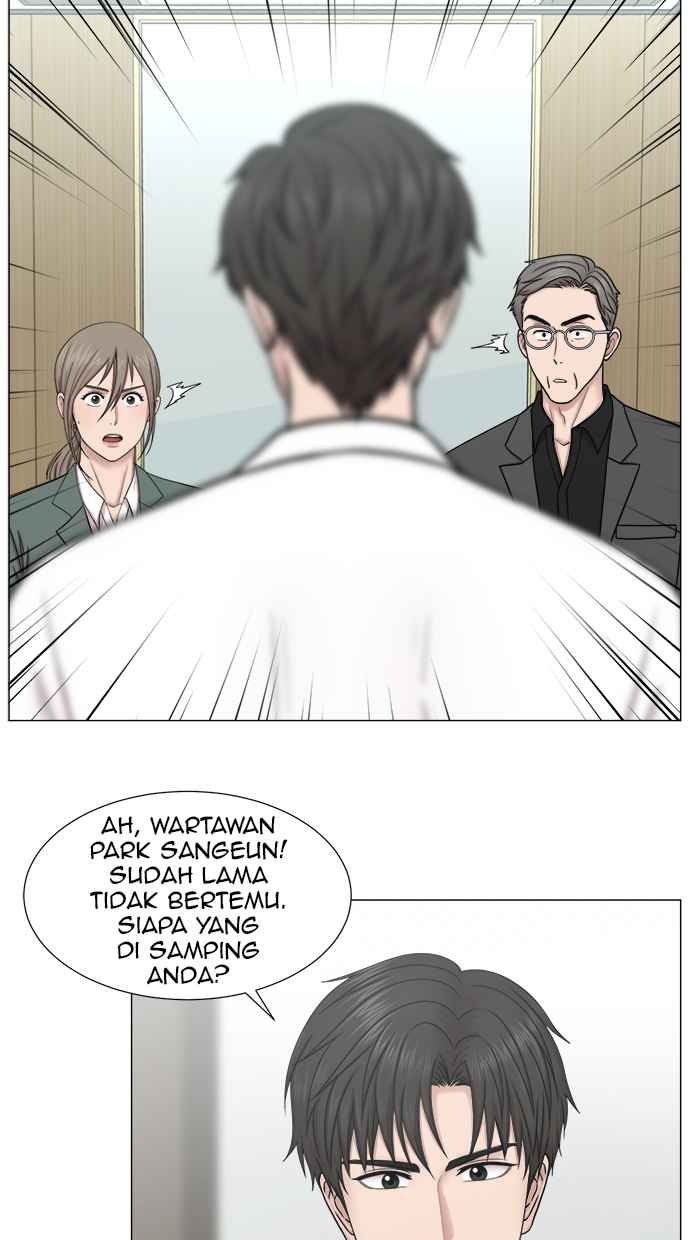 AH, WARTAWAN
PARK SANGEUN!
SUDAH LAMA
TIDAK BERTEMU.
SIAPA YANG
DI SAMPING
ANDA?